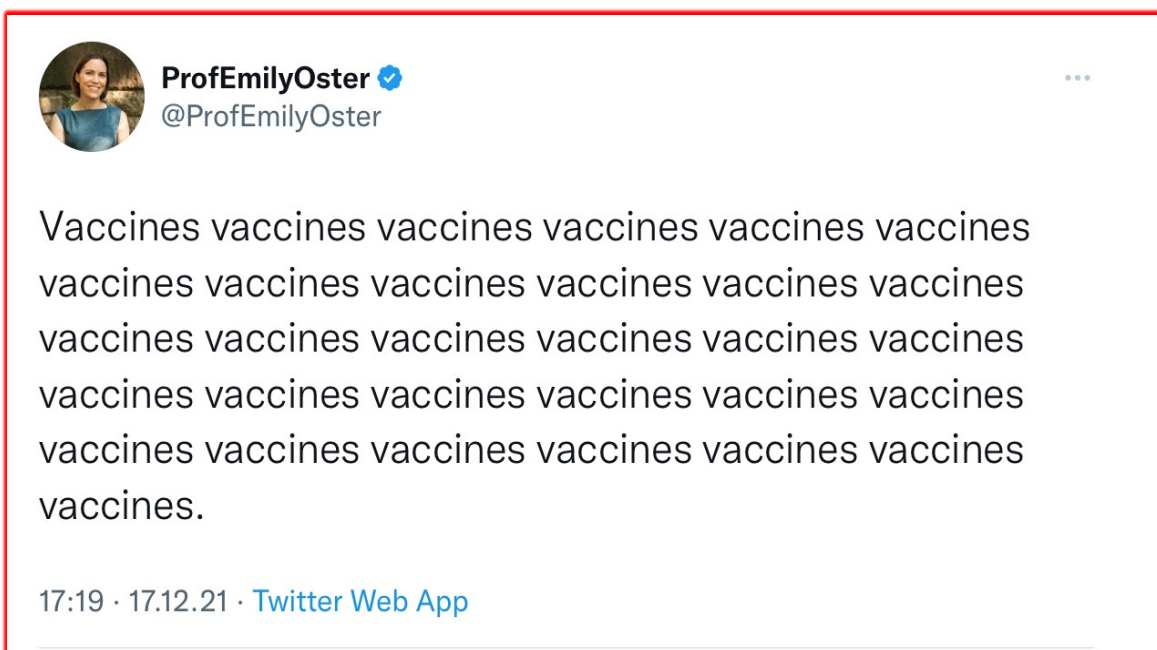 ProfEmilyOster
@ProfEmilyOster
Vaccines vaccines vaccines vaccines vaccines vaccines
vaccines vaccines vaccines vaccines vaccines vaccines
vaccines vaccines vaccines vaccines vaccines vaccines
vaccines vaccines vaccines vaccines vaccines vaccines
vaccines vaccines vaccines vaccines vaccines vaccines
vaccines.
17:19 · 17.12.21 · Twitter Web App